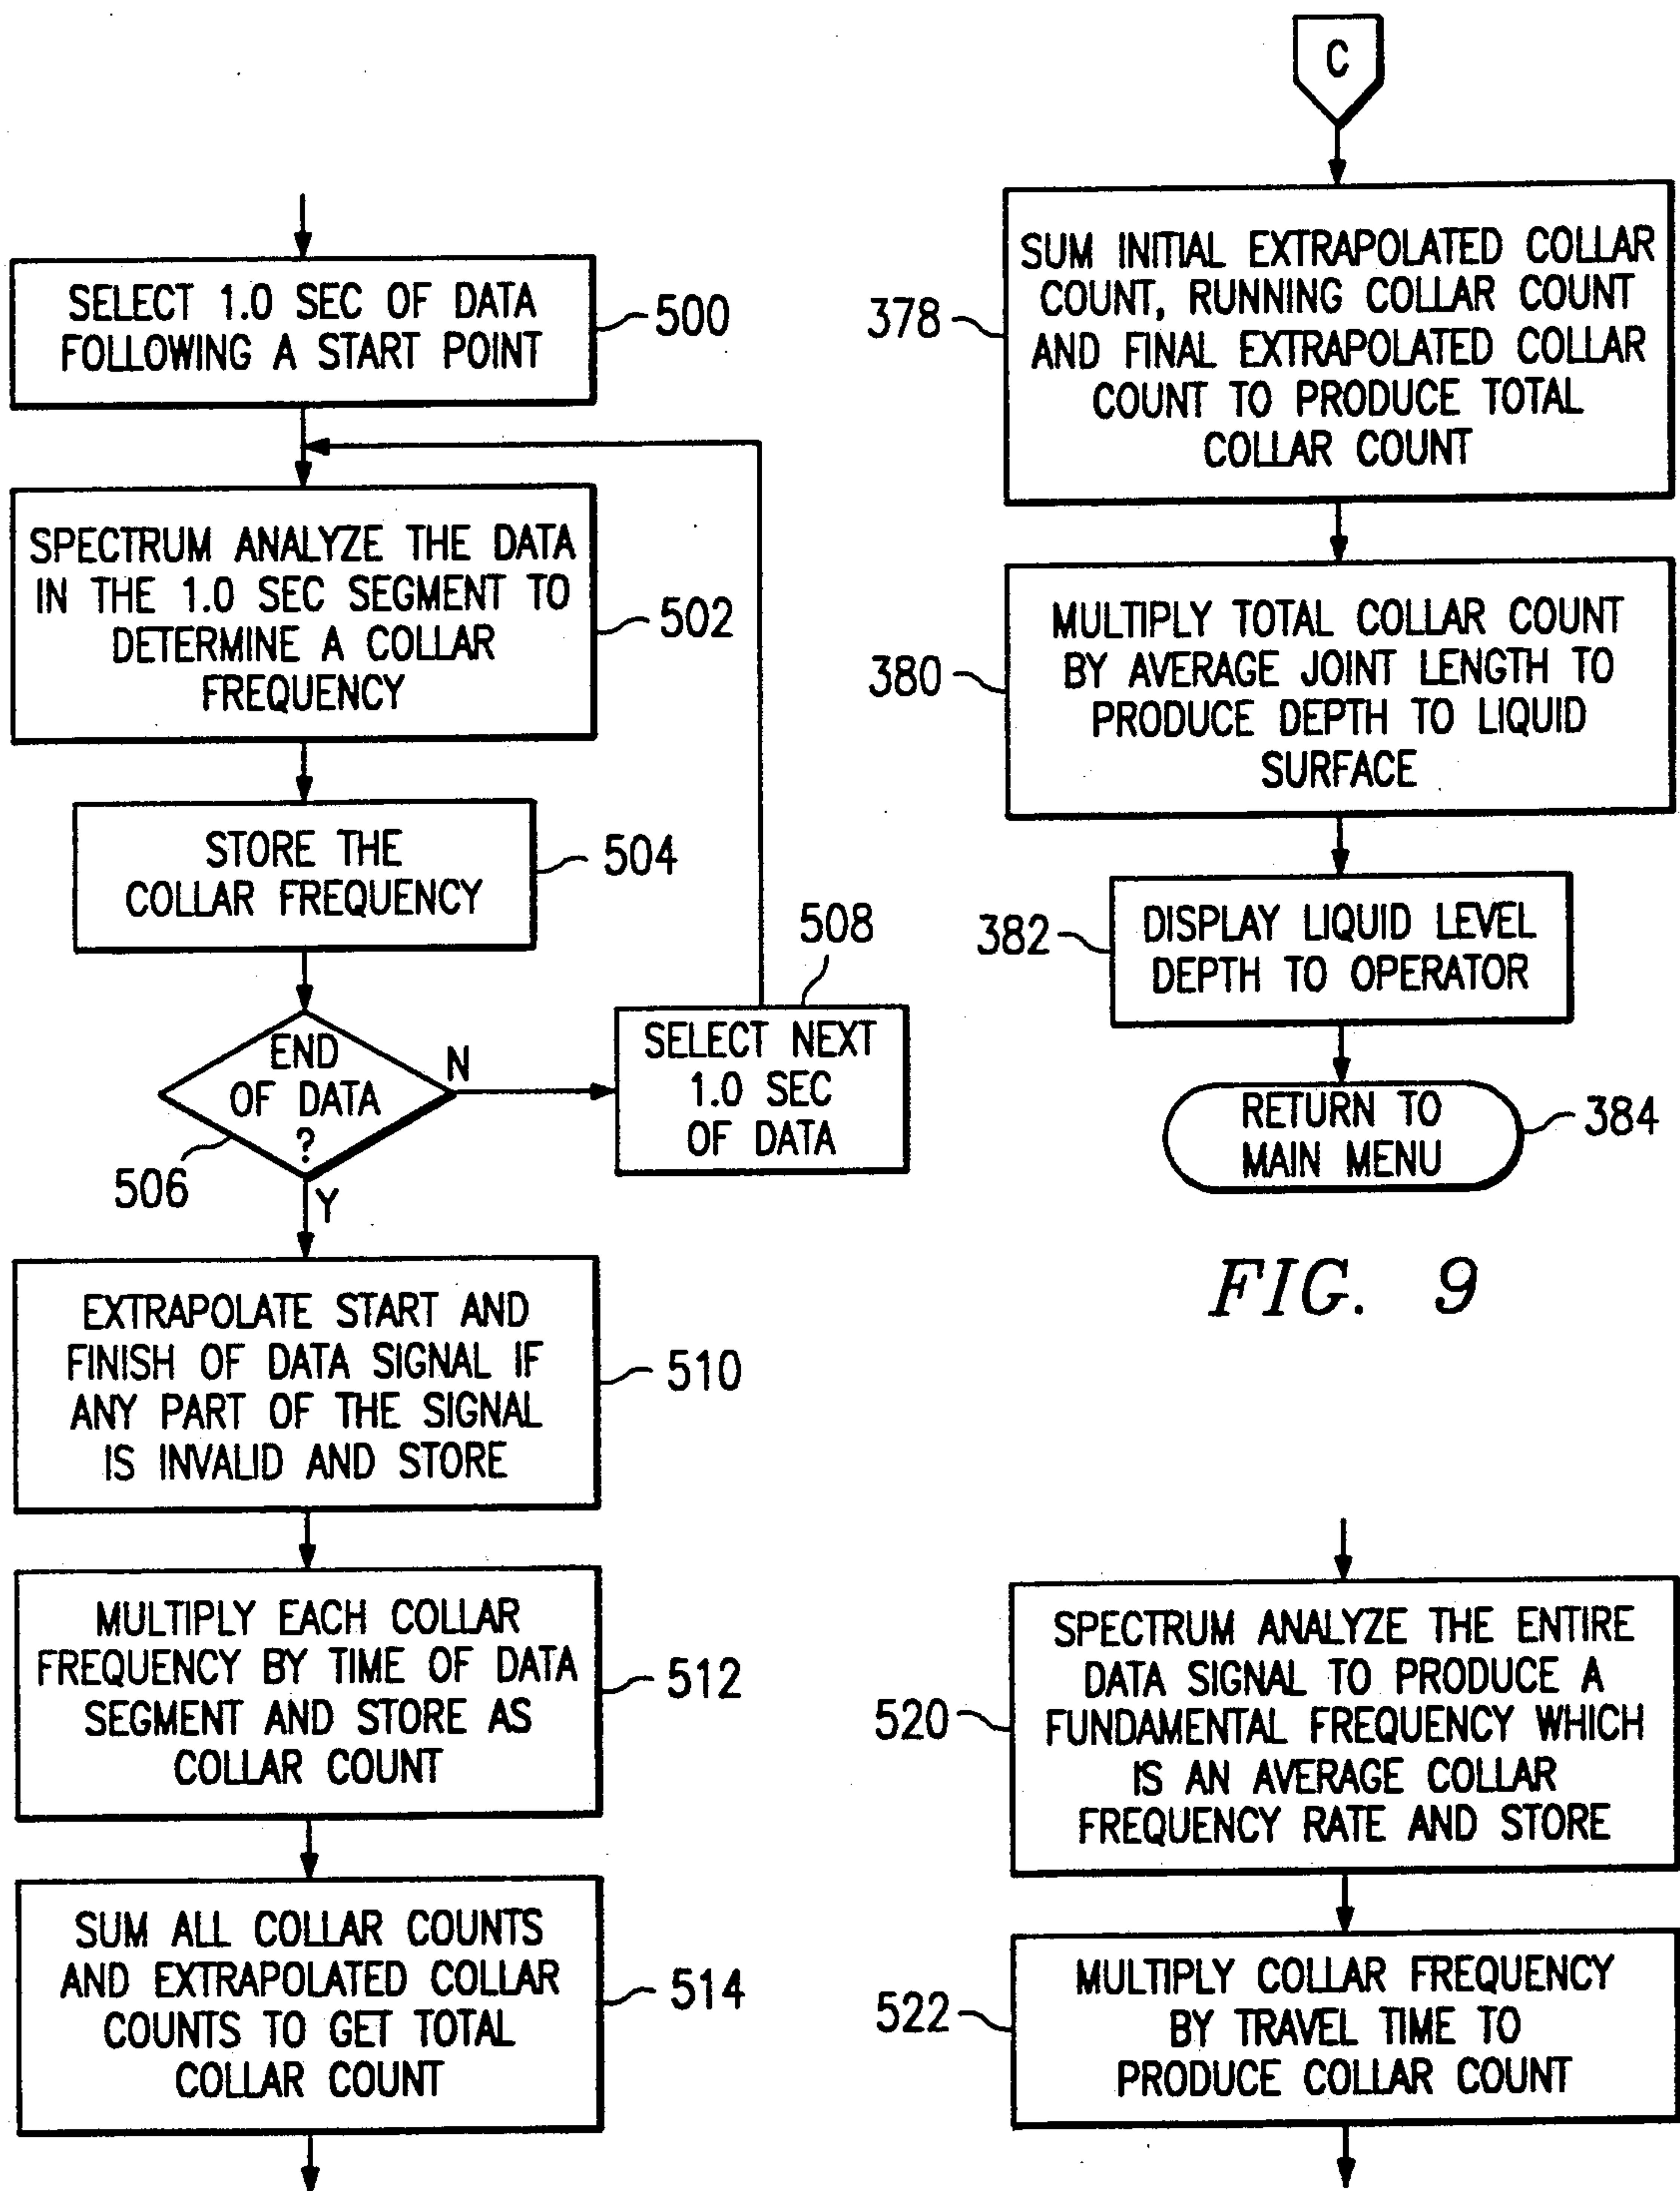 SELECT 1.0 SEC OF DATA
FOLLOWING A START POINT
500
SPECTRUM ANALYZE THE DATA
IN THE 1.0 SEC SEGMENT TO
DETERMINE A COLLAR
FREQUENCY
502
STORE THE
COLLAR FREQUENCY
504
END
OF DATA
?
506
N
Y
508
SELECT NEXT
1.0 SEC
OF DATA
EXTRAPOLATE START AND
FINISH OF DATA SIGNAL IF
ANY PART OF THE SIGNAL
IS INVALID AND STORE
510
MULTIPLY EACH COLLAR
FREQUENCY BY TIME OF DATA
SEGMENT AND STORE AS
COLLAR COUNT
512
SUM ALL COLLAR COUNTS
AND EXTRAPOLATED COLLAR
COUNTS TO GET TOTAL
COLLAR COUNT
514
C
SUM INITIAL EXTRAPOLATED COLLAR
COUNT, RUNNING COLLAR COUNT
AND FINAL EXTRAPOLATED COLLAR
COUNT TO PRODUCE TOTAL
COLLAR COUNT
378
MULTIPLY TOTAL COLLAR COUNT
BY AVERAGE JOINT LENGTH TO
PRODUCE DEPTH TO LIQUID
SURFACE
380
DISPLAY LIQUID LEVEL
DEPTH TO OPERATOR
382
RETURN TO
MAIN MENU
384
FIG. 9
SPECTRUM ANALYZE THE ENTIRE
DATA SIGNAL TO PRODUCE A
FUNDAMENTAL FREQUENCY WHICH
IS AN AVERAGE COLLAR
FREQUENCY RATE AND STORE
520
MULTIPLY COLLAR FREQUENCY
BY TRAVEL TIME TO
PRODUCE COLLAR COUNT
522